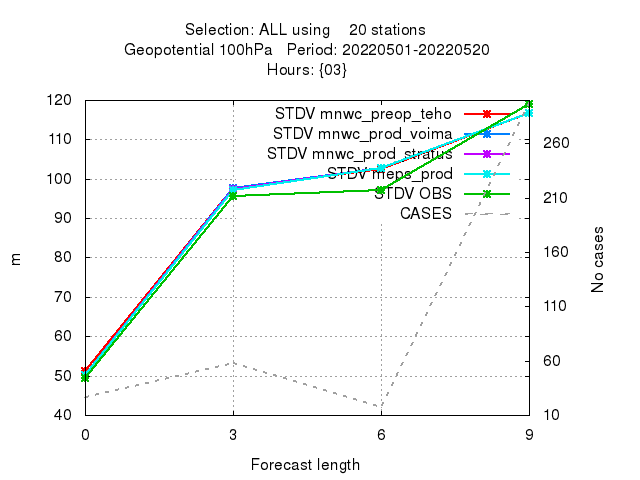 Selection: ALL using 20 stations
Geopotential 100hPa Period: 20220501-20220520
Hours: {03}
STDV mnwc_preop_teho
STDV mnwc_prod_voima
STDV mnwc_prod_stratus
STDV meps_prod
STDV OBS
CASES
120
110
100
90
80
70
60
50
40
m
260
210
160
110
60
10
No cases
0 3 6 9
Forecast length